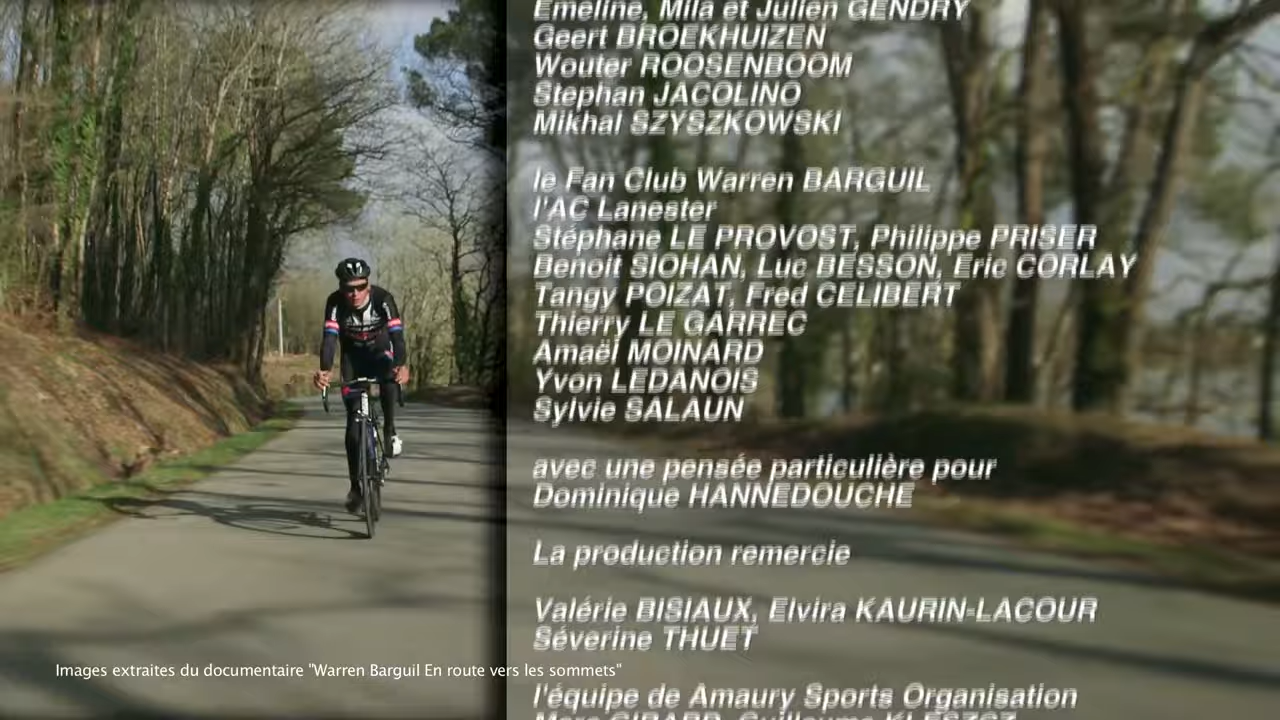 Emeline, Mila et Julien GENDRY
Geert BROEKHUIZEN
Wouter ROOSENBOOM
Stephan JACOLINO
Mikhal SZYSZKOWSKI
le Fan Club Warren BARGUIL
l'AC Lanester
Stéphane LE PROVOST, Philippe PRISER
Benoit SIOHAN, Luc BESSON, Eric CORLAY
Tangy POIZAT, Fred CELIBERT
Thierry LE GARREC
Amaël MOINARD
Yvon LEDANOIS
Sylvie SALAUN
avec une pensée particulière pour
Dominique HANNEDOUCHE
La production remercie
Valérie BISIAUX, Elvira KAURIN-LACOUR
Séverine THUET
Images extraites du documentaire "Warren Barguil En route vers les sommets"
l'équipe de Amaury Sports Organisation
Marc GIRARD, Guillaume